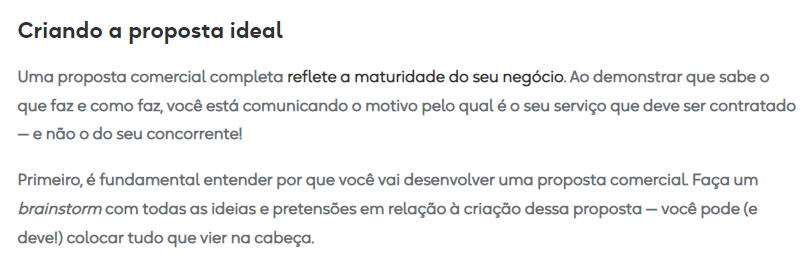 Criando a proposta ideal
Uma proposta comercial completa reflete a maturidade do seu negócio. Ao demonstrar que sabe o
que faz e como faz, você está comunicando o motivo pelo qual é o seu serviço que deve ser contratado
— e não o do seu concorrente!
Primeiro, é fundamental entender por que você vai desenvolver uma proposta comercial. Faça um
brainstorm com todas as ideias e pretensões em relação à criação dessa proposta — você pode (e
deve!) colocar tudo que vier na cabeça.